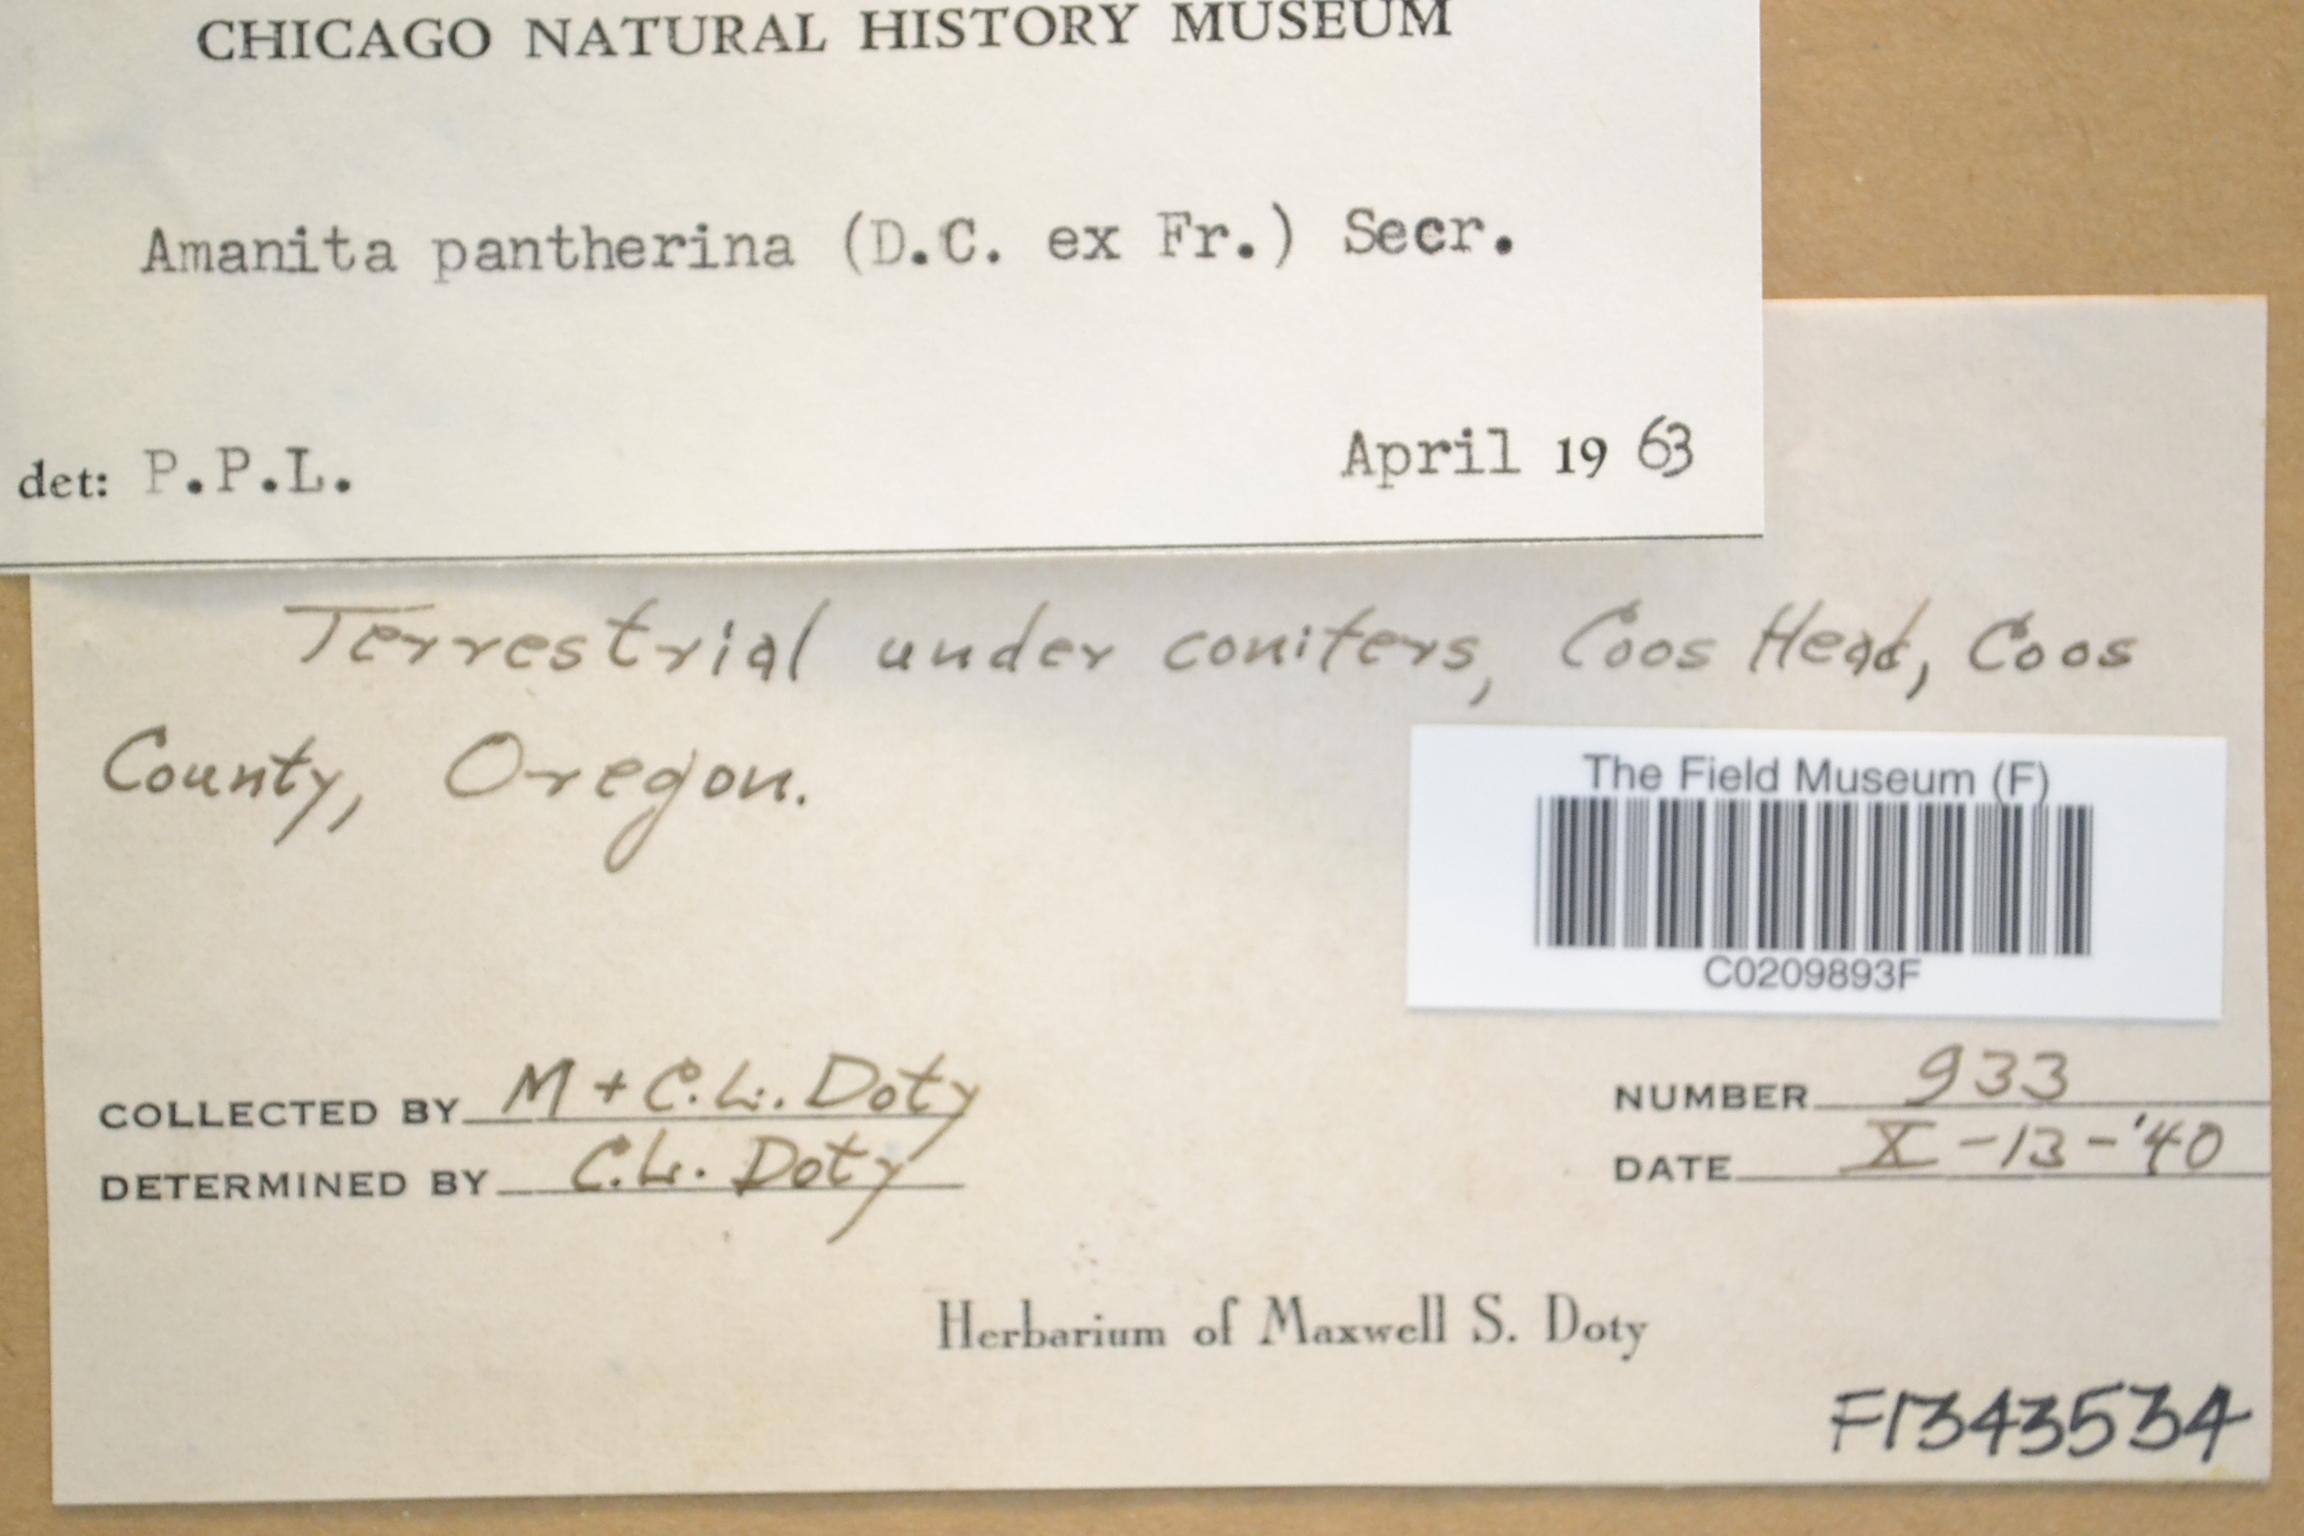 CHICAGO NATURAL HISTORY MUSEUM
Amanita pantherina (D.C. ex Fr.) Secr.
det: P.P.L.
April 1963
Terrestrial under conifers, Coos Head, Coos
County, Oregon.
The Field Museum (F)
C0209893F
COLLECTED BY M + C.L. Doty
NUMBER 933
DETERMINED BY C.L. Doty
DATE X-13-'40
Herbarium of Maxwell S. Doty
F1343534